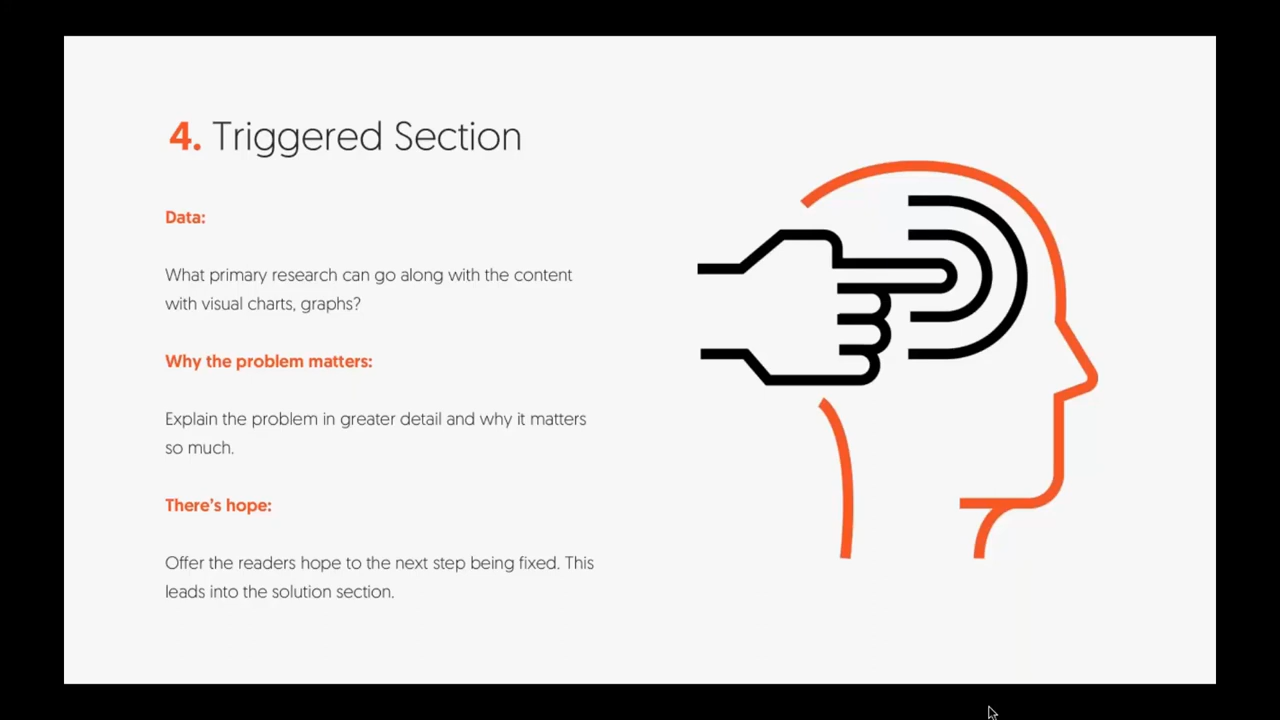 4. Triggered Section
Data:
What primary research can go along with the content
with visual charts, graphs?
Why the problem matters:
Explain the problem in greater detail and why it matters
so much.
There's hope:
Offer the readers hope to the next step being fixed. This
leads into the solution section.